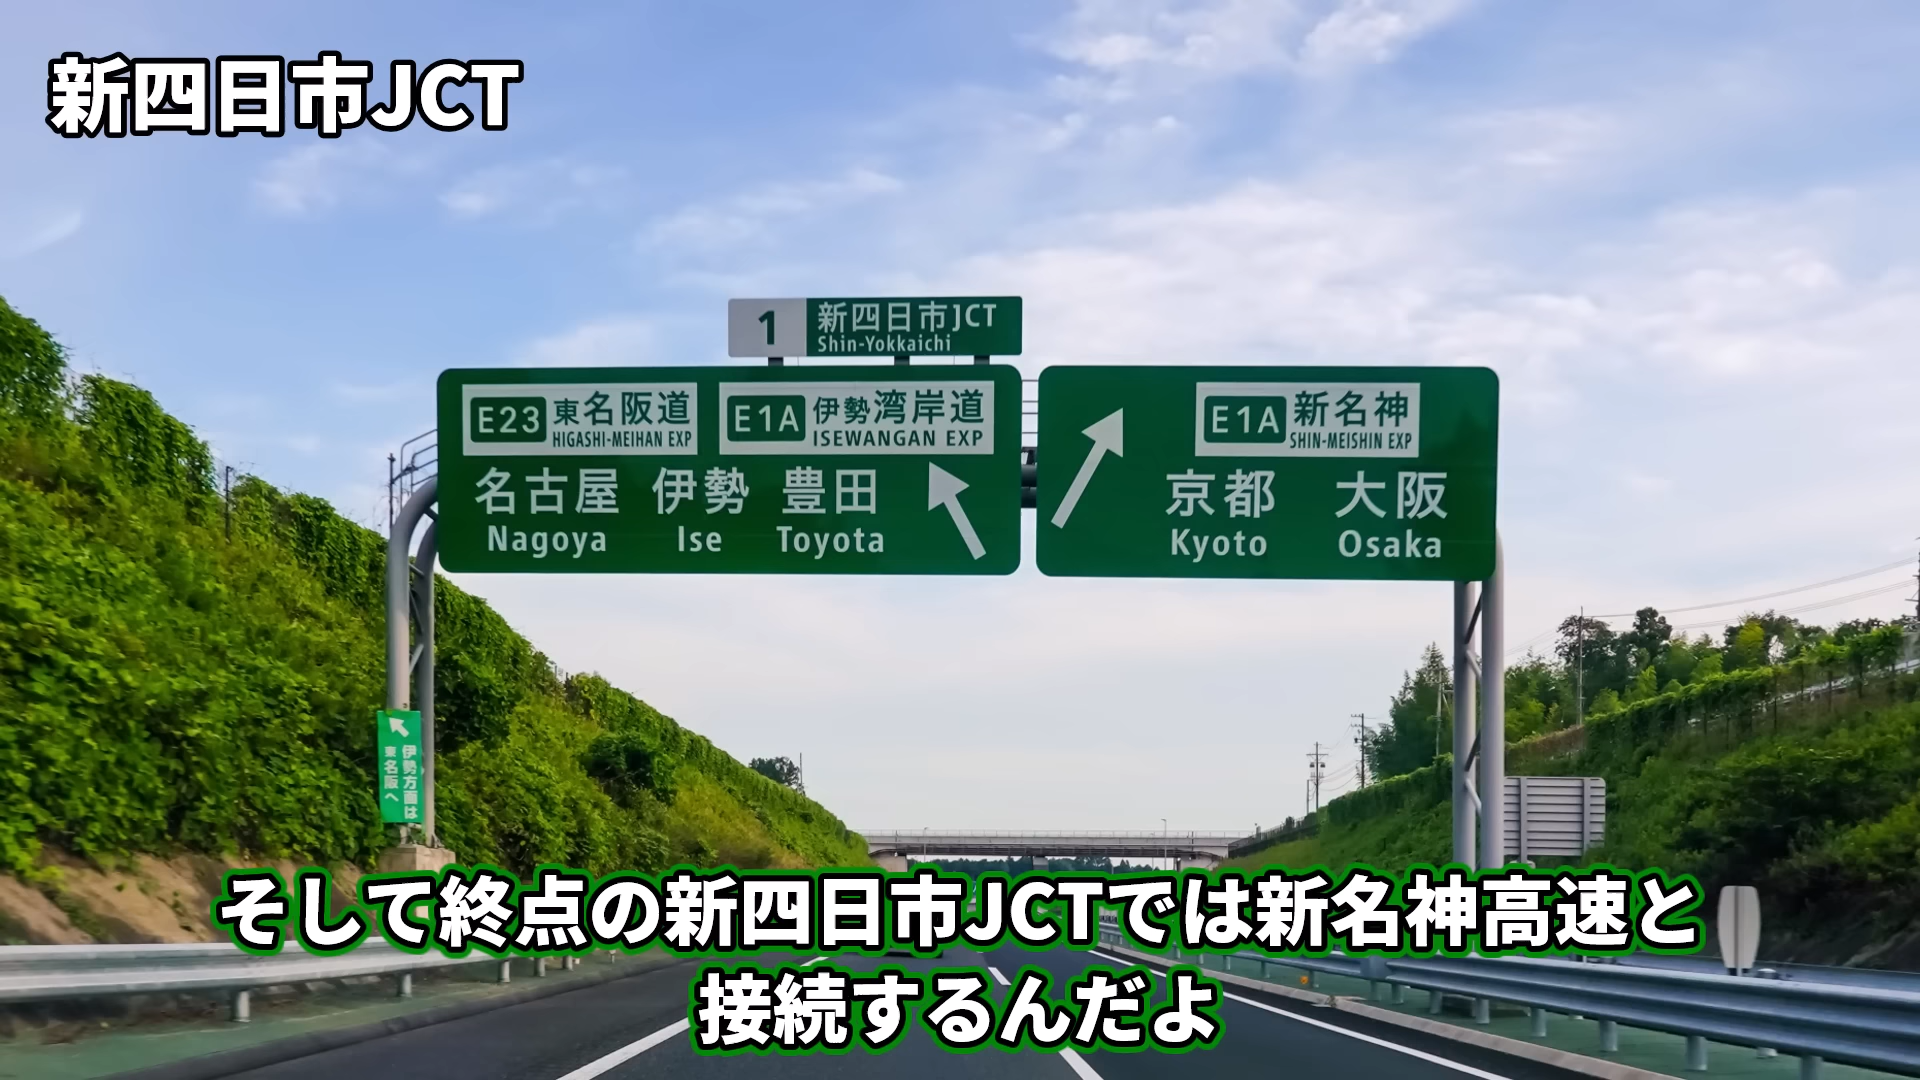 新四日市JCT
1 新四日市JCT
Shin-Yokkaichi
E23 東名阪道
HIGASHI-MEIHAN EXP
E1A 伊勢湾岸道
ISEWANGAN EXP
名古屋 伊勢 豊田
Nagoya Ise Toyota
E1A 新名神
SHIN-MEISHIN EXP
京都 大阪
Kyoto Osaka
伊勢方面は
東名阪へ
そして終点の新四日市JCTでは新名神高速と
接続するんだよ